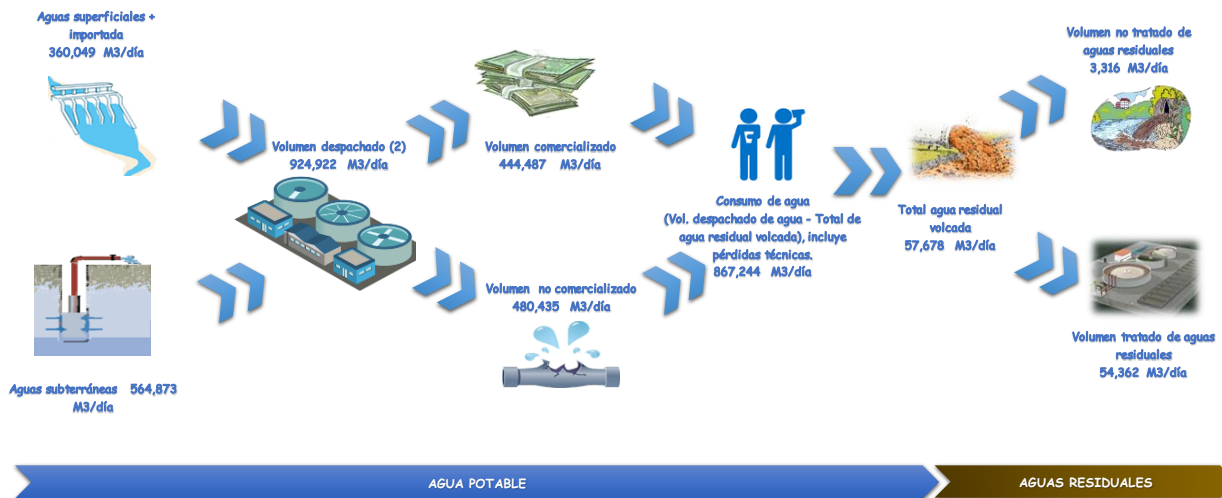 Aguas superficiales +
importada
360,049 M3/día
Aguas subterráneas 564,873
M3/día
Volumen despachado (2)
924,922 M3/día
Volumen comercializado
444,487 M3/día
Volumen no comercializado
480,435 M3/día
Consumo de agua
(Vol. despachado de agua - Total de
agua residual volcada), incluye
pérdidas técnicas.
867,244 M3/día
Total agua residual
volcada
57,678 M3/día
Volumen no tratado de
aguas residuales
3,316 M3/día
Volumen tratado de aguas
residuales
54,362 M3/día
AGUA POTABLE
AGUAS RESIDUALES